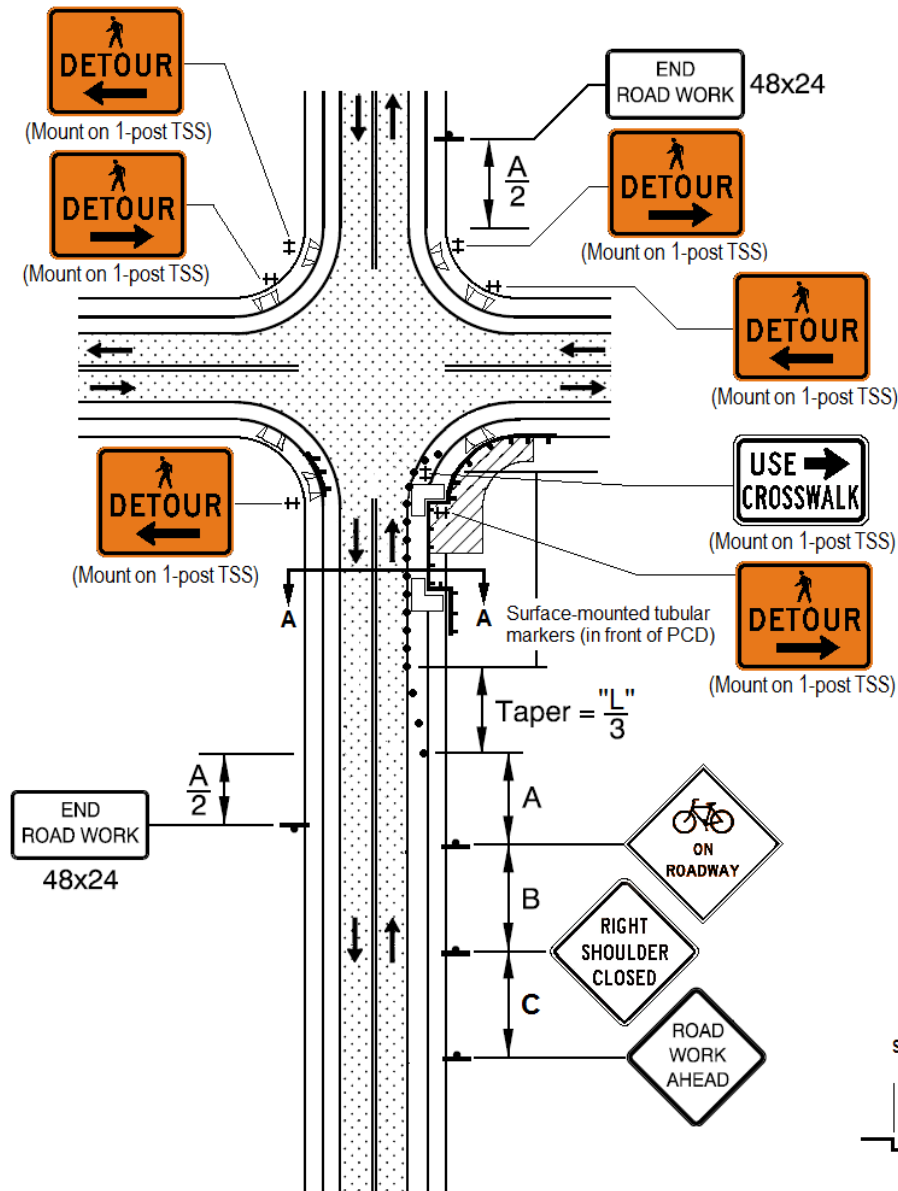 DETOUR
(Mount on 1-post TSS)
DETOUR
(Mount on 1-post TSS)
END
ROAD WORK
48x24
A
2
DETOUR
(Mount on 1-post TSS)
DETOUR
(Mount on 1-post TSS)
USE
CROSSWALK
(Mount on 1-post TSS)
DETOUR
(Mount on 1-post TSS)
DETOUR
(Mount on 1-post TSS)
A
A
Surface-mounted tubular
markers (in front of PCD)
Taper = "L"
3
A
2
END
ROAD WORK
48x24
A
B
C
ON
ROADWAY
RIGHT
SHOULDER
CLOSED
ROAD
WORK
AHEAD
s